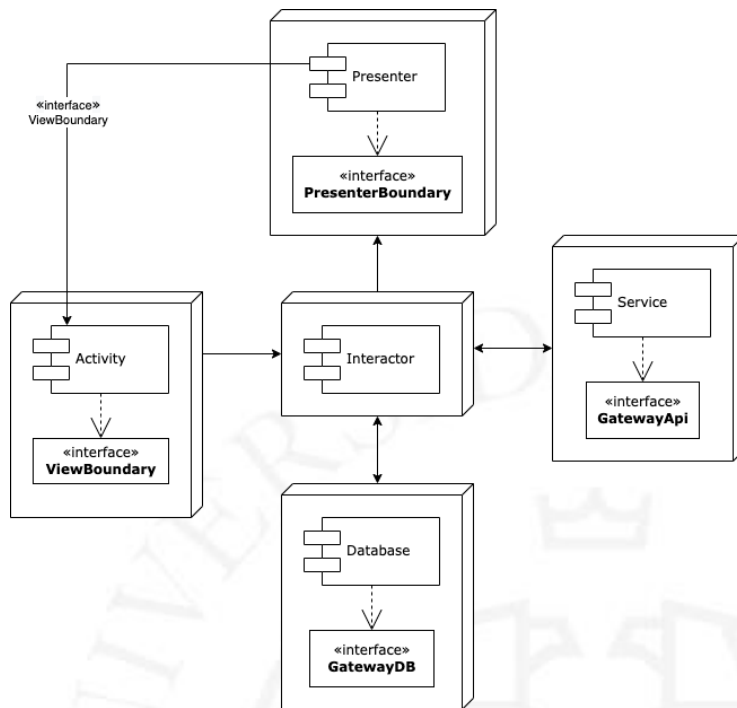 Presenter
«interface»
ViewBoundary
«interface»
PresenterBoundary
Service
Activity
Interactor
«interface»
GatewayApi
«interface»
ViewBoundary
Database
«interface»
GatewayDB